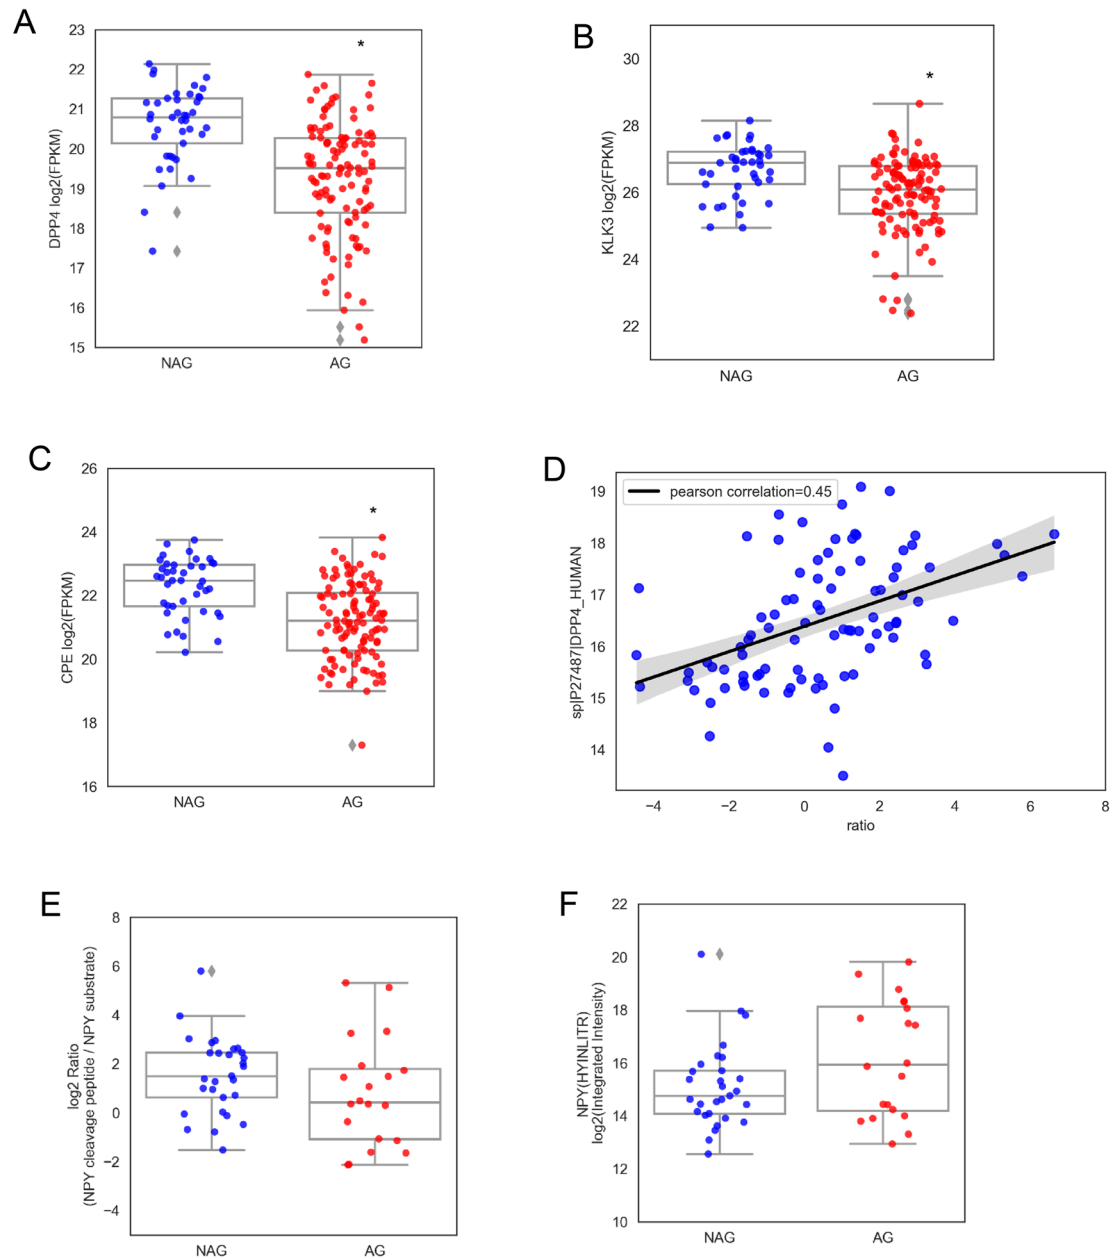 A
DPP4 log2(FPKM)
23
22
21
20
19
18
17
16
15
*
NAG
AG
B
KLK3 log2(FPKM)
30
28
26
24
22
*
NAG
AG
C
CPE log2(FPKM)
26
24
22
20
18
16
*
NAG
AG
D
sp|P27487|DPP4_HUMAN
19
18
17
16
15
14
pearson correlation=0.45
−4
−2
0
2
4
6
8
ratio
E
log2 Ratio
(NPY cleavage peptide / NPY substrate)
8
6
4
2
0
−2
−4
NAG
AG
F
NPY(HYINLITR)
log2(Integrated Intensity)
22
20
18
16
14
12
10
NAG
AG